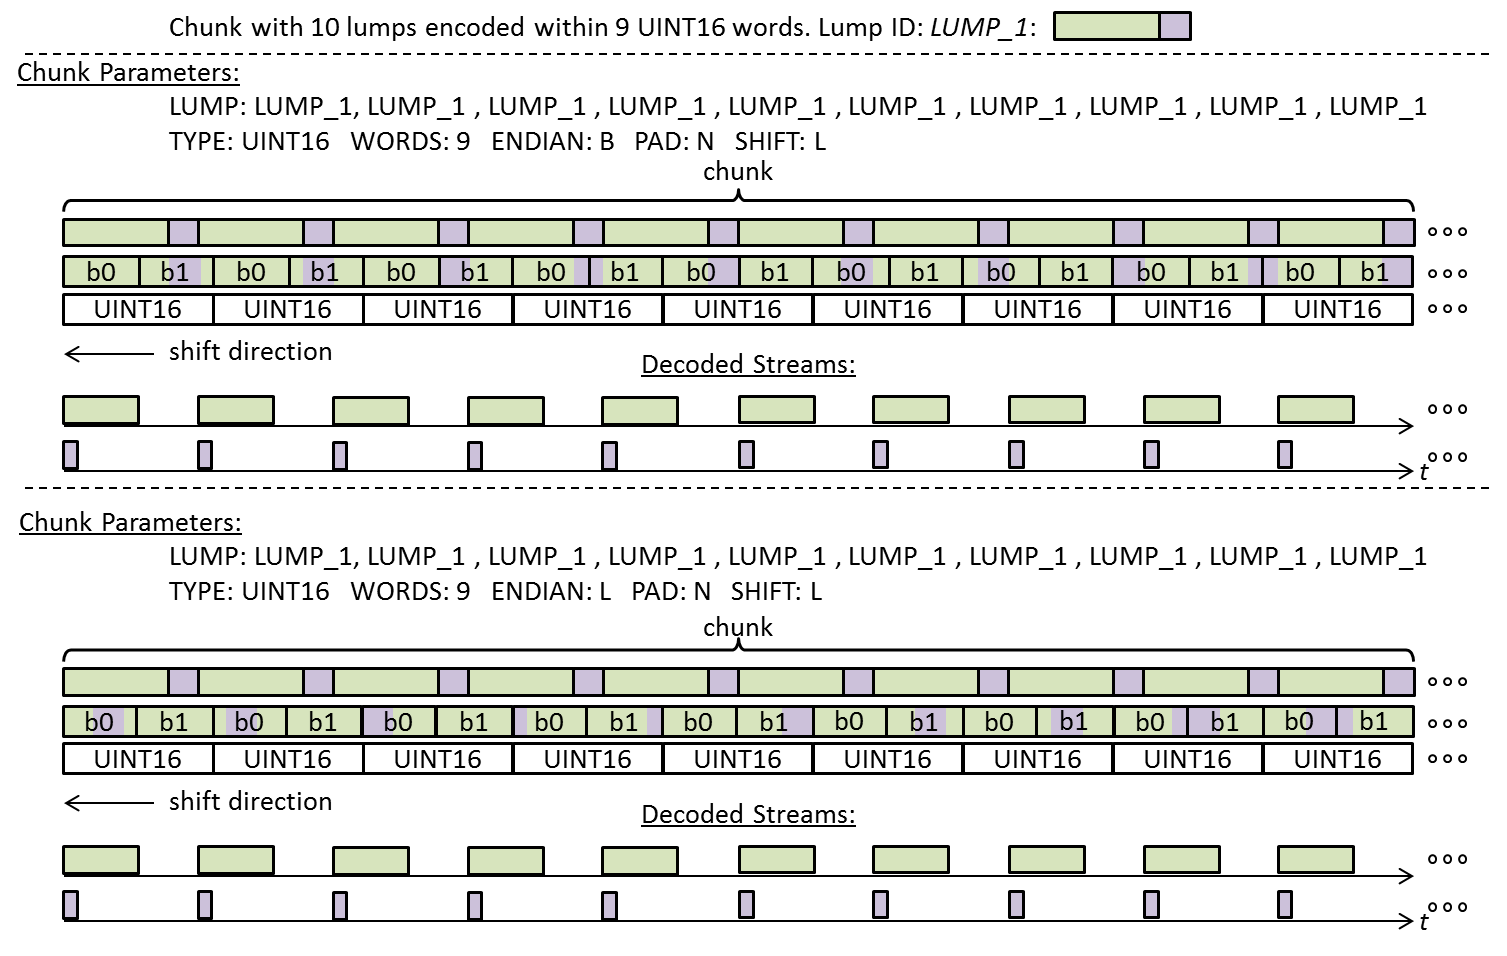 Chunk with 10 lumps encoded within 9 UINT16 words. Lump ID: LUMP_1:
Chunk Parameters:
LUMP: LUMP_1, LUMP_1 , LUMP_1 , LUMP_1 , LUMP_1 , LUMP_1 , LUMP_1 , LUMP_1 , LUMP_1 , LUMP_1
TYPE: UINT16 WORDS: 9 ENDIAN: B PAD: N SHIFT: L
chunk
b0 b1 b0 b1 b0 b1 b0 b1 b0 b1 b0 b1 b0 b1 b0 b1 b0 b1
UINT16 UINT16 UINT16 UINT16 UINT16 UINT16 UINT16 UINT16 UINT16
shift direction
Decoded Streams:
t
Chunk Parameters:
LUMP: LUMP_1, LUMP_1 , LUMP_1 , LUMP_1 , LUMP_1 , LUMP_1 , LUMP_1 , LUMP_1 , LUMP_1 , LUMP_1
TYPE: UINT16 WORDS: 9 ENDIAN: L PAD: N SHIFT: L
chunk
b0 b1 b0 b1 b0 b1 b0 b1 b0 b1 b0 b1 b0 b1 b0 b1 b0 b1
UINT16 UINT16 UINT16 UINT16 UINT16 UINT16 UINT16 UINT16 UINT16
shift direction
Decoded Streams:
t